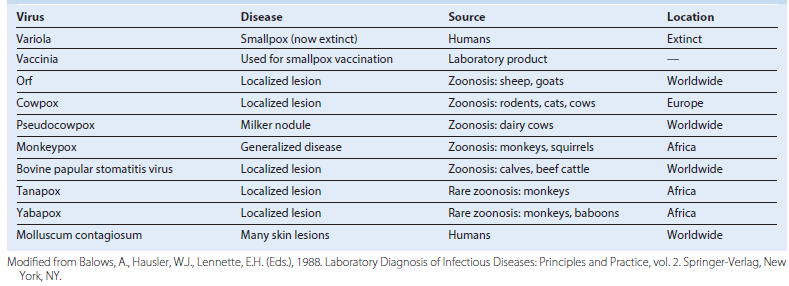 Virus Disease Source Location
Variola Smallpox (now extinct) Humans Extinct
Vaccinia Used for smallpox vaccination Laboratory product —
Orf Localized lesion Zoonosis: sheep, goats Worldwide
Cowpox Localized lesion Zoonosis: rodents, cats, cows Europe
Pseudocowpox Milker nodule Zoonosis: dairy cows Worldwide
Monkeypox Generalized disease Zoonosis: monkeys, squirrels Africa
Bovine papular stomatitis virus Localized lesion Zoonosis: calves, beef cattle Worldwide
Tanapox Localized lesion Rare zoonosis: monkeys Africa
Yabapox Localized lesion Rare zoonosis: monkeys, baboons Africa
Molluscum contagiosum Many skin lesions Humans Worldwide
Modified from Balows, A., Hausler, W.J., Lennette, E.H. (Eds.), 1988. Laboratory Diagnosis of Infectious Diseases: Principles and Practice, vol. 2. Springer-Verlag, New
York, NY.